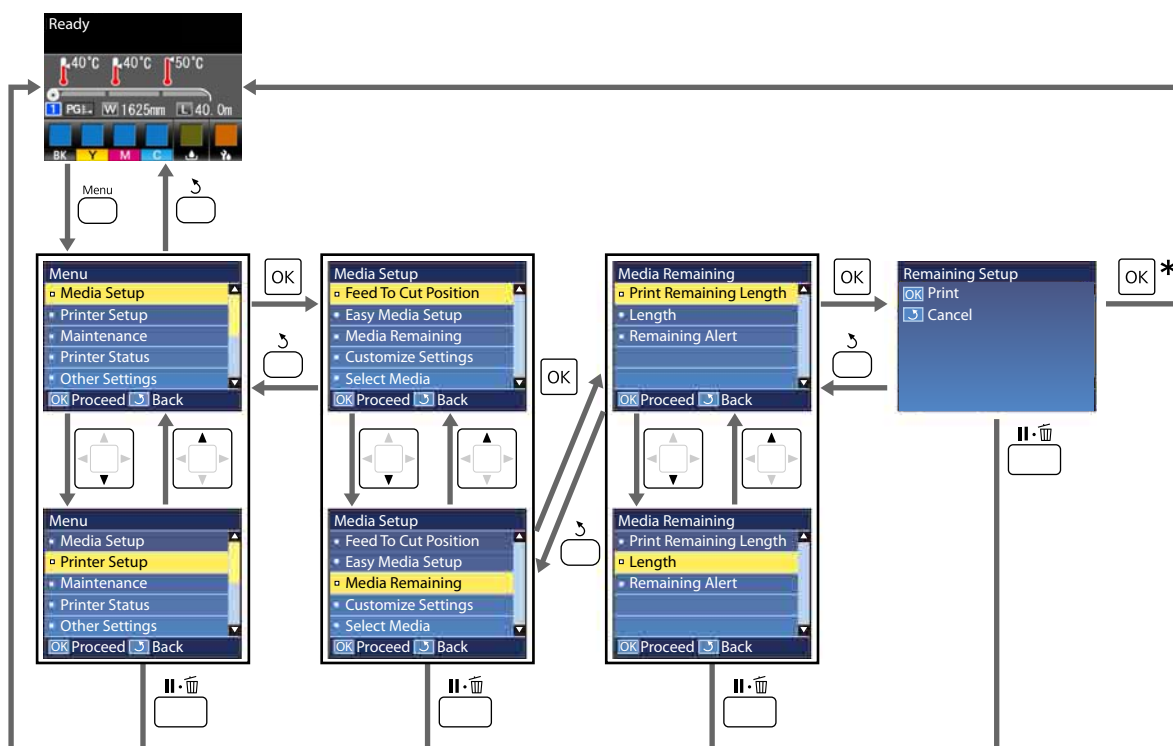 Ready
40°C 40°C 50°C
1 PG W 1625mm L 40. 0m
BK Y M C
Menu
Menu
Media Setup
Printer Setup
Maintenance
Printer Status
Other Settings
OK Proceed Back
OK
Media Setup
Feed To Cut Position
Easy Media Setup
Media Remaining
Customize Settings
Select Media
OK Proceed Back
OK
Media Remaining
Print Remaining Length
Length
Remaining Alert
OK Proceed Back
OK
Remaining Setup
OK Print
Cancel
OK *
Menu
Media Setup
Printer Setup
Maintenance
Printer Status
Other Settings
OK Proceed Back
Media Setup
Feed To Cut Position
Easy Media Setup
Media Remaining
Customize Settings
Select Media
OK Proceed Back
Media Remaining
Print Remaining Length
Length
Remaining Alert
OK Proceed Back